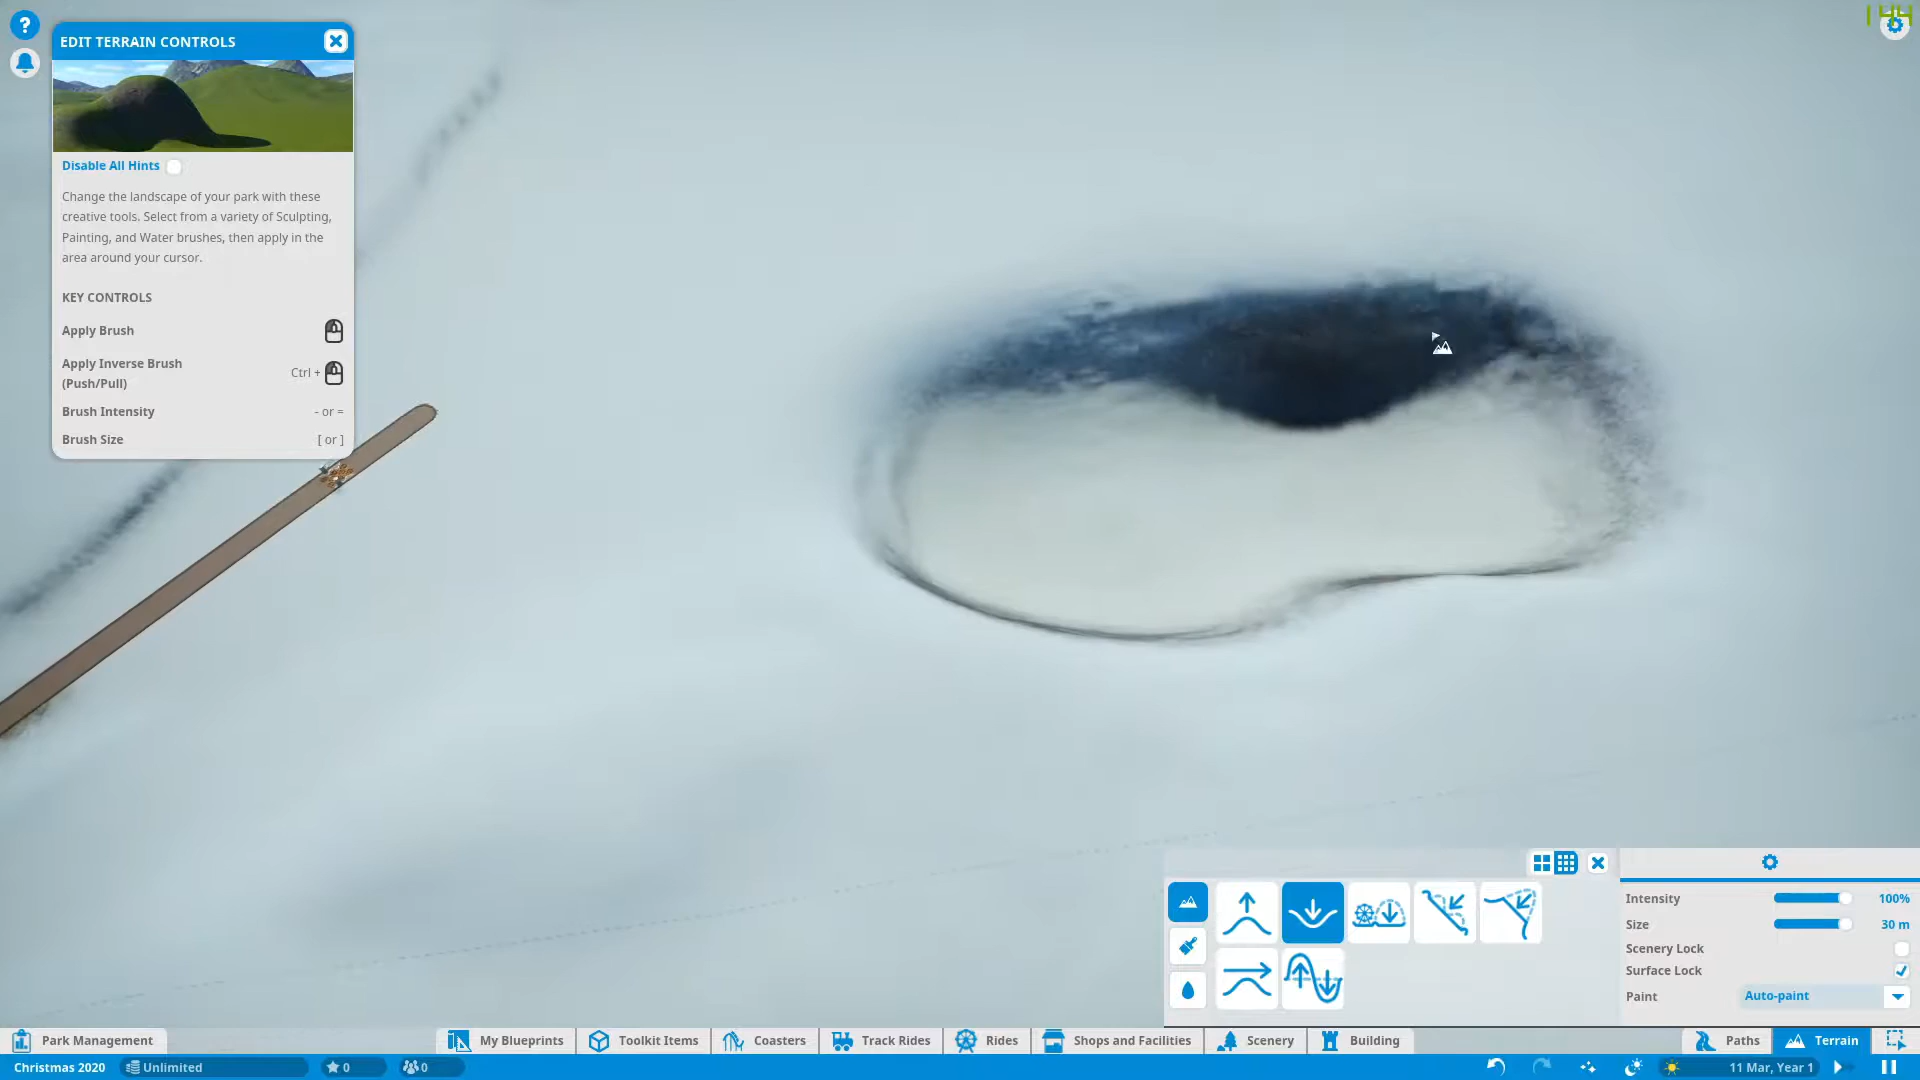 144
?
EDIT TERRAIN CONTROLS
Disable All Hints
Change the landscape of your park with these
creative tools. Select from a variety of Sculpting,
Painting, and Water brushes, then apply in the
area around your cursor.
KEY CONTROLS
Apply Brush
Apply Inverse Brush
(Push/Pull)
Ctrl +
Brush Intensity
- or =
Brush Size
[ or ]
Intensity
100%
Size
30 m
Scenery Lock
Surface Lock
Paint
Auto-paint
Park Management
My Blueprints
Toolkit Items
Coasters
Track Rides
Rides
Shops and Facilities
Scenery
Building
Paths
Terrain
Christmas 2020
Unlimited
0
0
11 Mar, Year 1